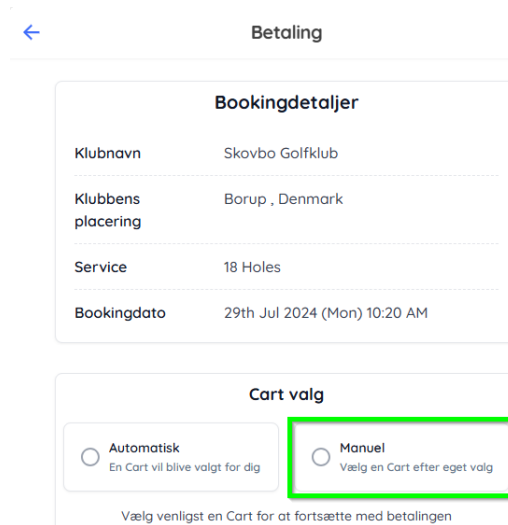 Betaling
Bookingdetaljer
Klubnavn Skovbo Golfklub
Klubbens placering Borup , Denmark
Service 18 Holes
Bookingdato 29th Jul 2024 (Mon) 10:20 AM
Cart valg
Automatisk
En Cart vil blive valgt for dig
Manuel
Vælg en Cart efter eget valg
Vælg venligst en Cart for at fortsætte med betalingen